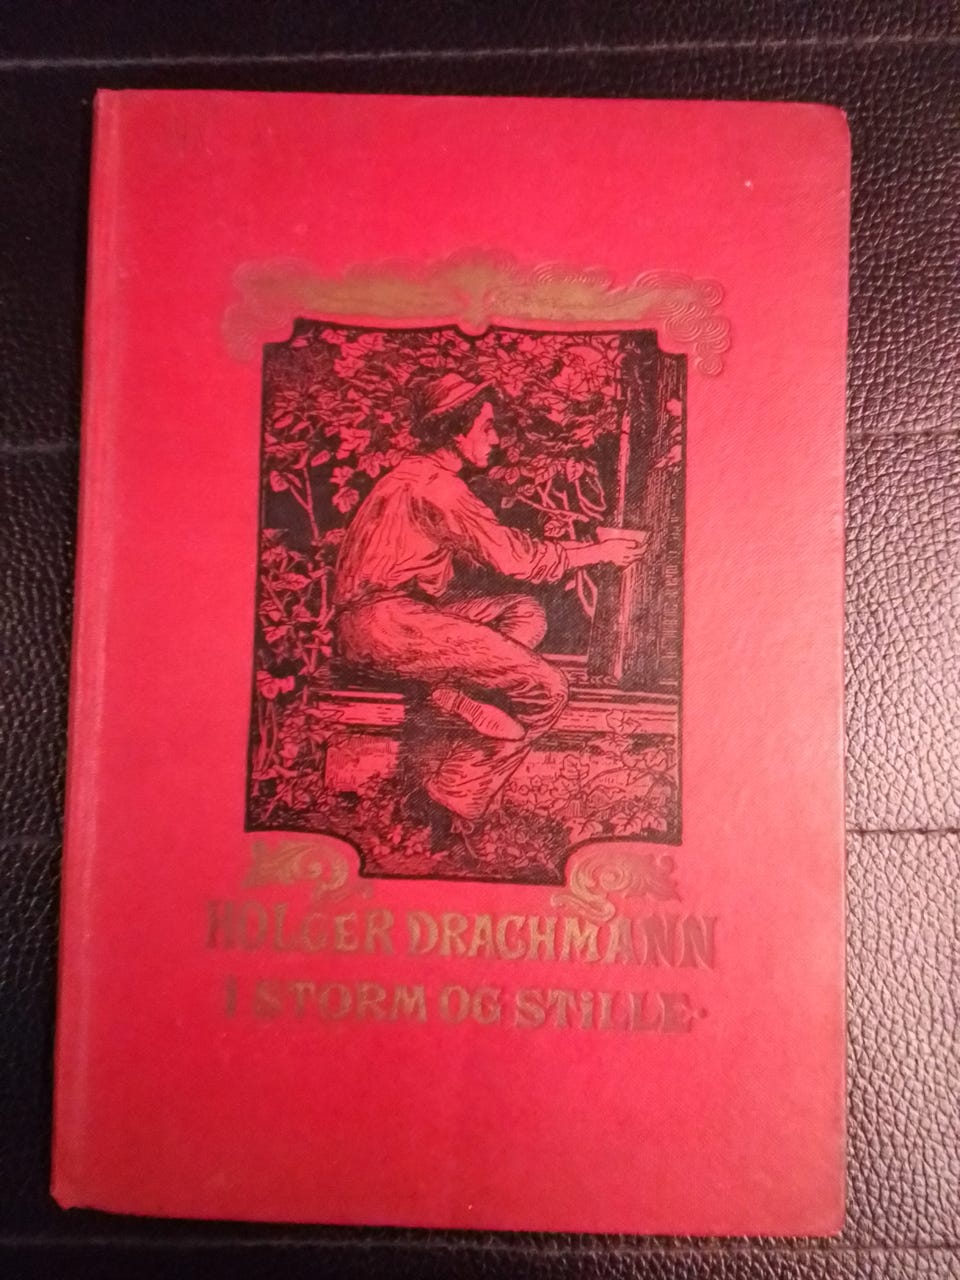 HOLGER DRACHMANN
I STORM OG STiLLE·